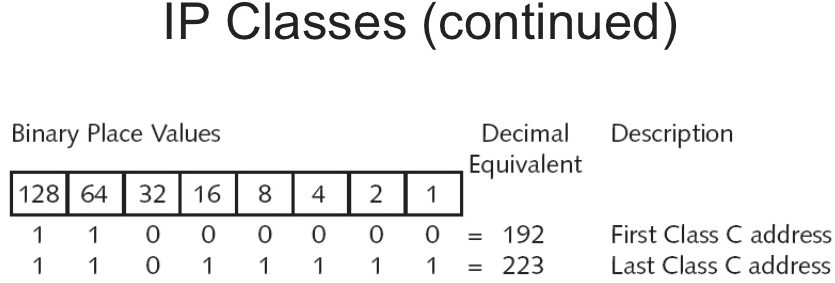 IP Classes (continued)
Binary Place Values Decimal Description
Equivalent
128 64 32 16 8 4 2 1
1 1 0 0 0 0 0 0 = 192 First Class C address
1 1 0 1 1 1 1 1 = 223 Last Class C address